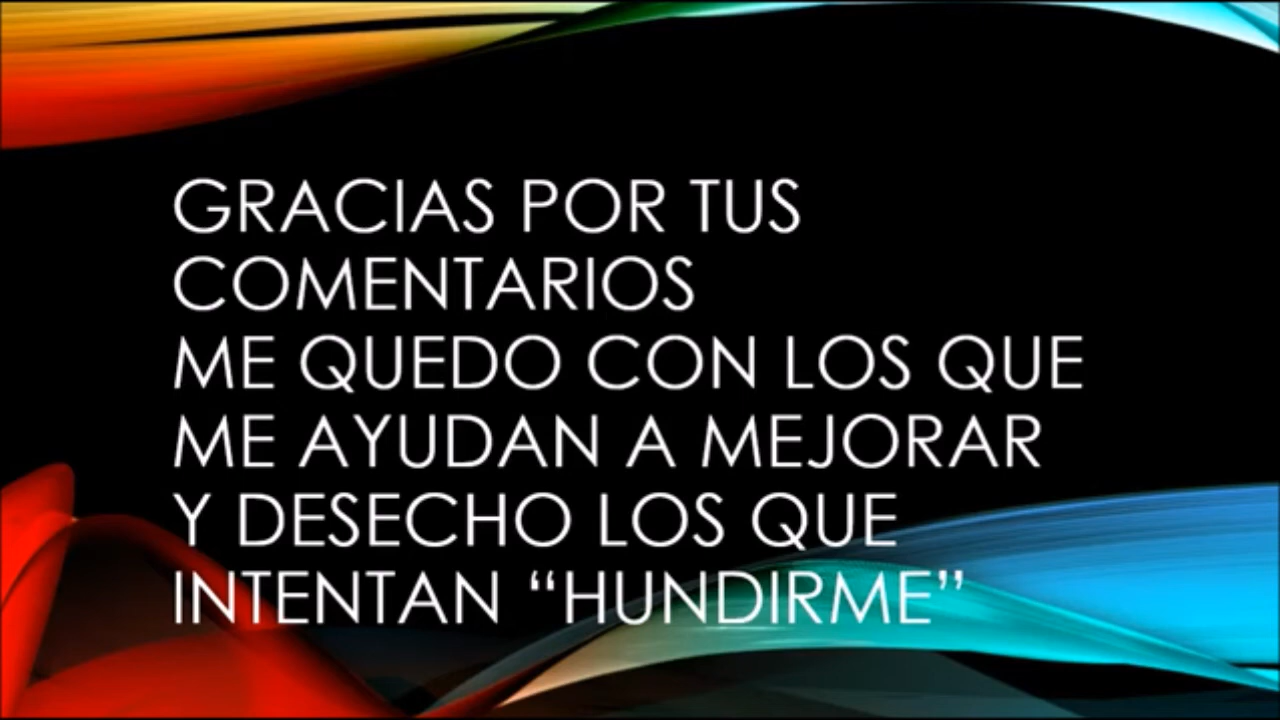 GRACIAS POR TUS
COMENTARIOS
ME QUEDO CON LOS QUE
ME AYUDAN A MEJORAR
Y DESECHO LOS QUE
INTENTAN “HUNDIRME”